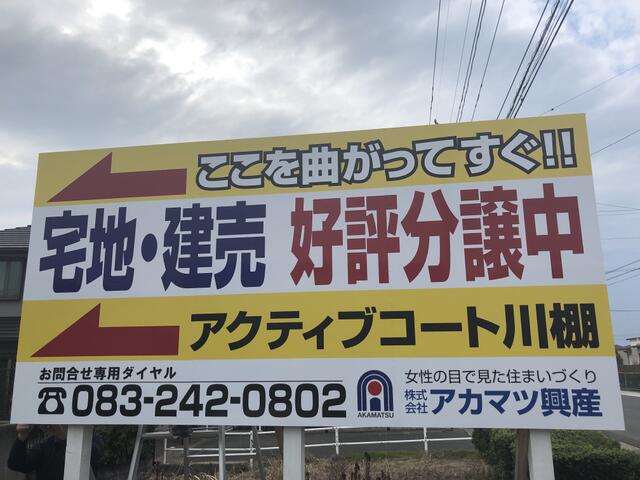 ここを曲がってすぐ!!
宅地・建売 好評分譲中
アクティブコート川棚
お問合せ専用ダイヤル
☎083-242-0802
AKAMATSU
女性の目で見た住まいづくり
株式会社 アカマツ興産